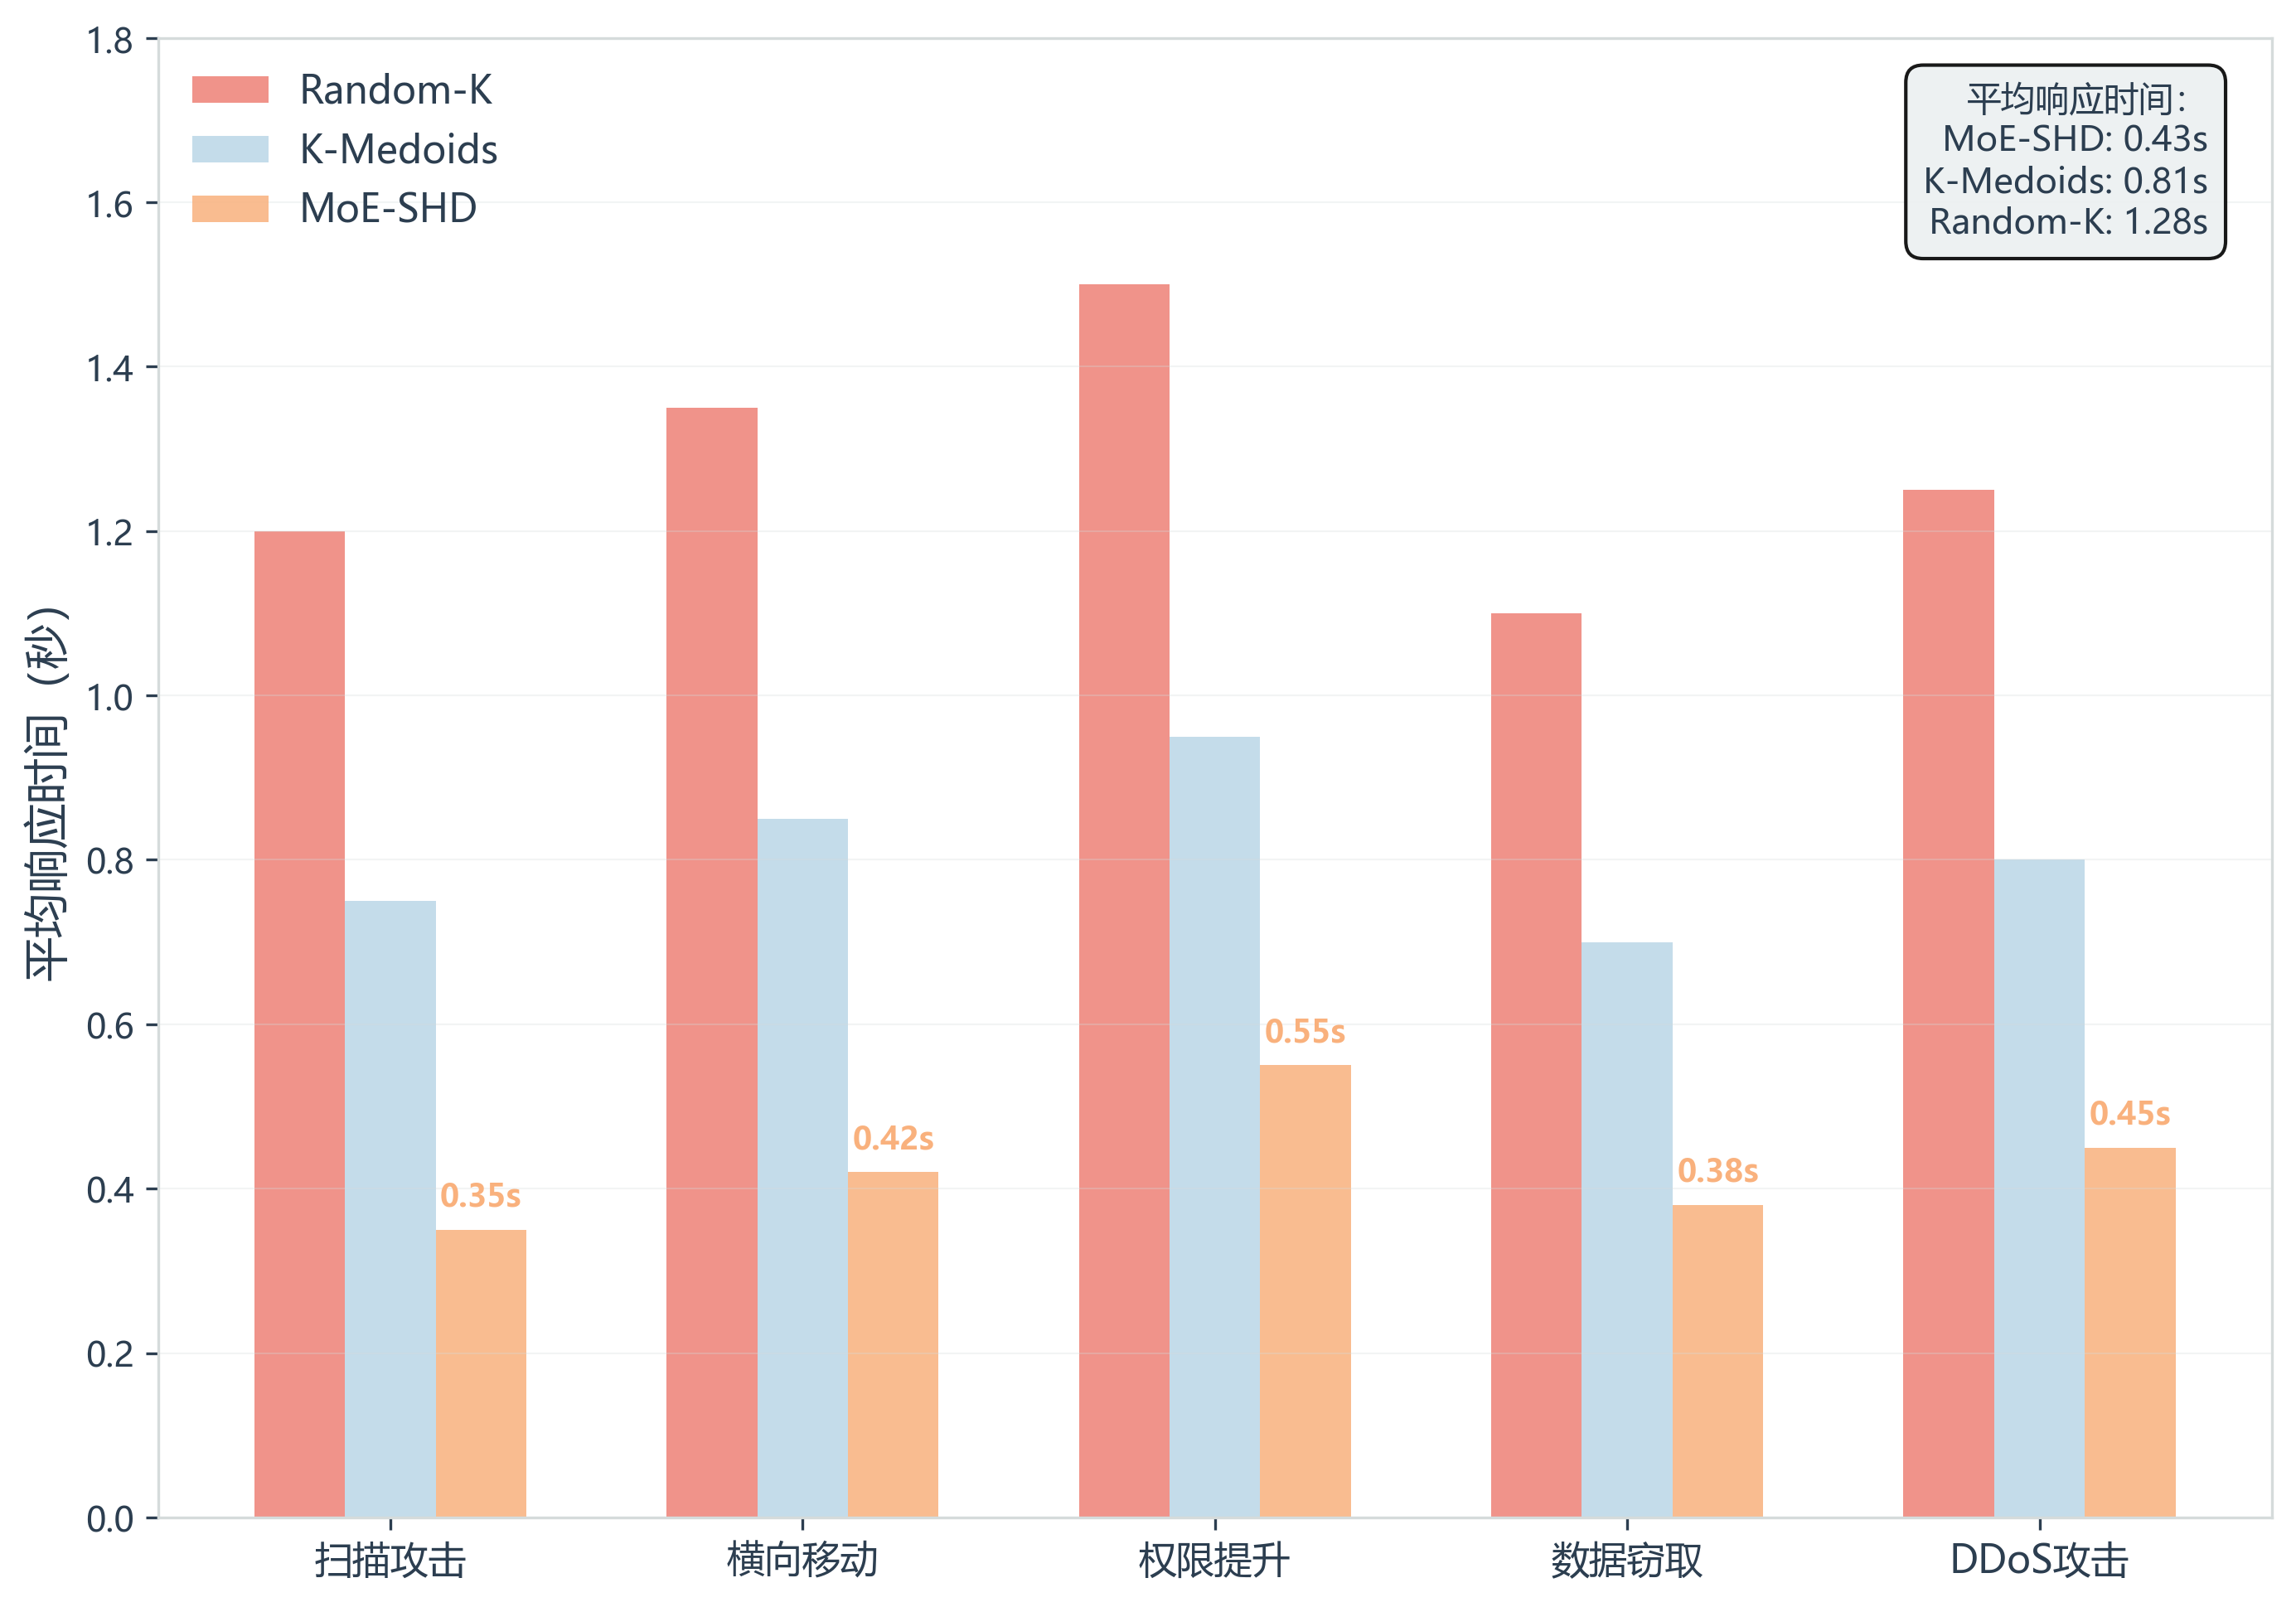 Random-K
K-Medoids
MoE-SHD
平均响应时间：
MoE-SHD: 0.43s
K-Medoids: 0.81s
Random-K: 1.28s
平均响应时间（秒）
1.8
1.6
1.4
1.2
1.0
0.8
0.6
0.4
0.2
0.0
0.35s
0.42s
0.55s
0.38s
0.45s
扫描攻击
横向移动
权限提升
数据窃取
DDoS攻击